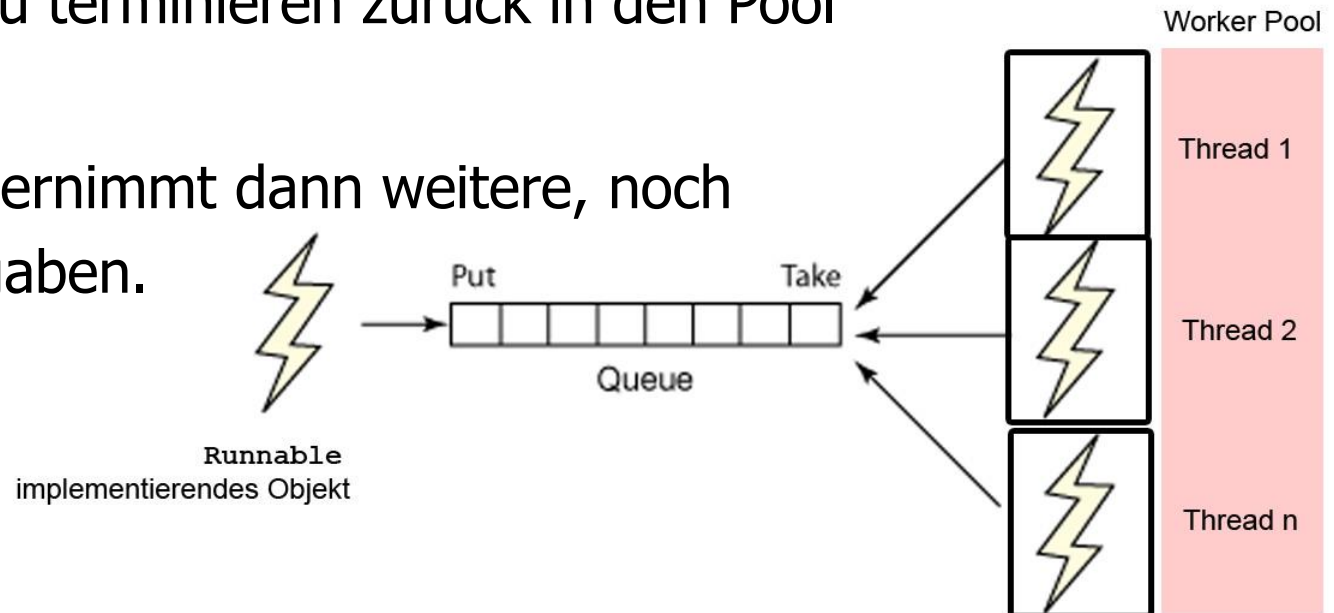 terminieren zurück in den Pool
Worker Pool
Thread 1
ernimmt dann weitere, noch
aben.
Put Take
Thread 2
Queue
Runnable
implementierendes Objekt
Thread n